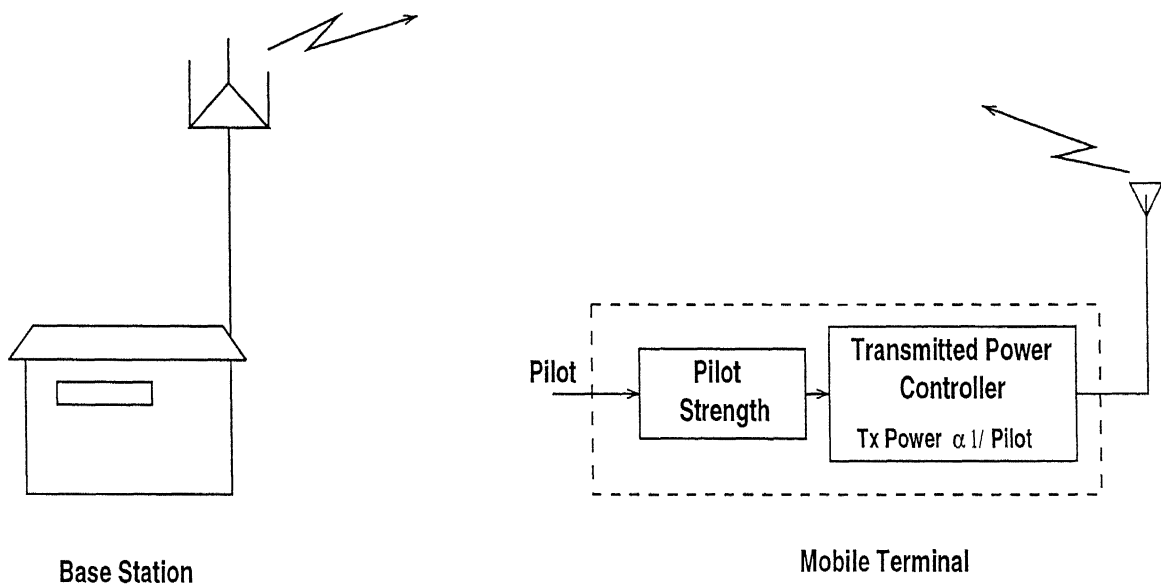 Pilot
Pilot
Strength
Transmitted Power
Controller
Tx Power α 1/ Pilot
Base Station
Mobile Terminal